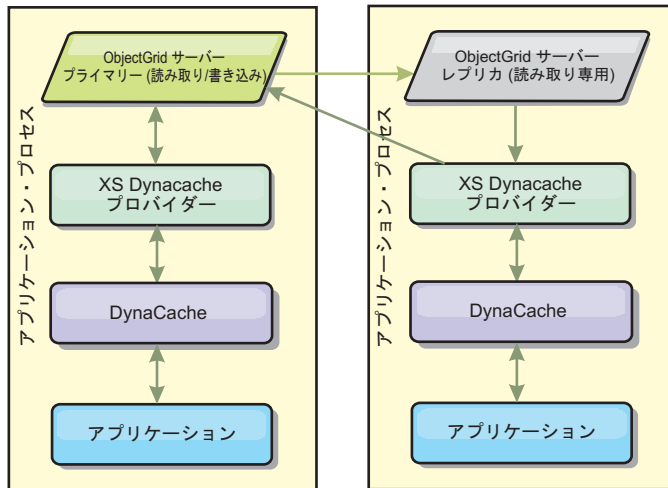 アプリケーション・プロセス
ObjectGrid サーバー
プライマリー (読み取り/書き込み)
XS Dynacache
プロバイダー
DynaCache
アプリケーション
アプリケーション・プロセス
ObjectGrid サーバー
レプリカ (読み取り専用)
XS Dynacache
プロバイダー
DynaCache
アプリケーション